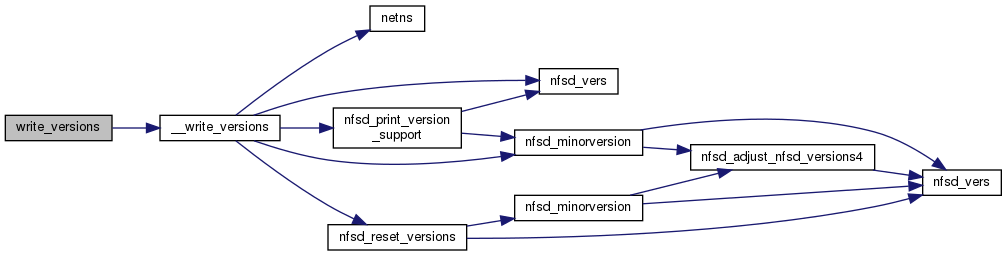 write_versions
__write_versions
netns
nfsd_vers
nfsd_print_version
_support
nfsd_minorversion
nfsd_reset_versions
nfsd_minorversion
nfsd_adjust_nfsd_versions4
nfsd_vers